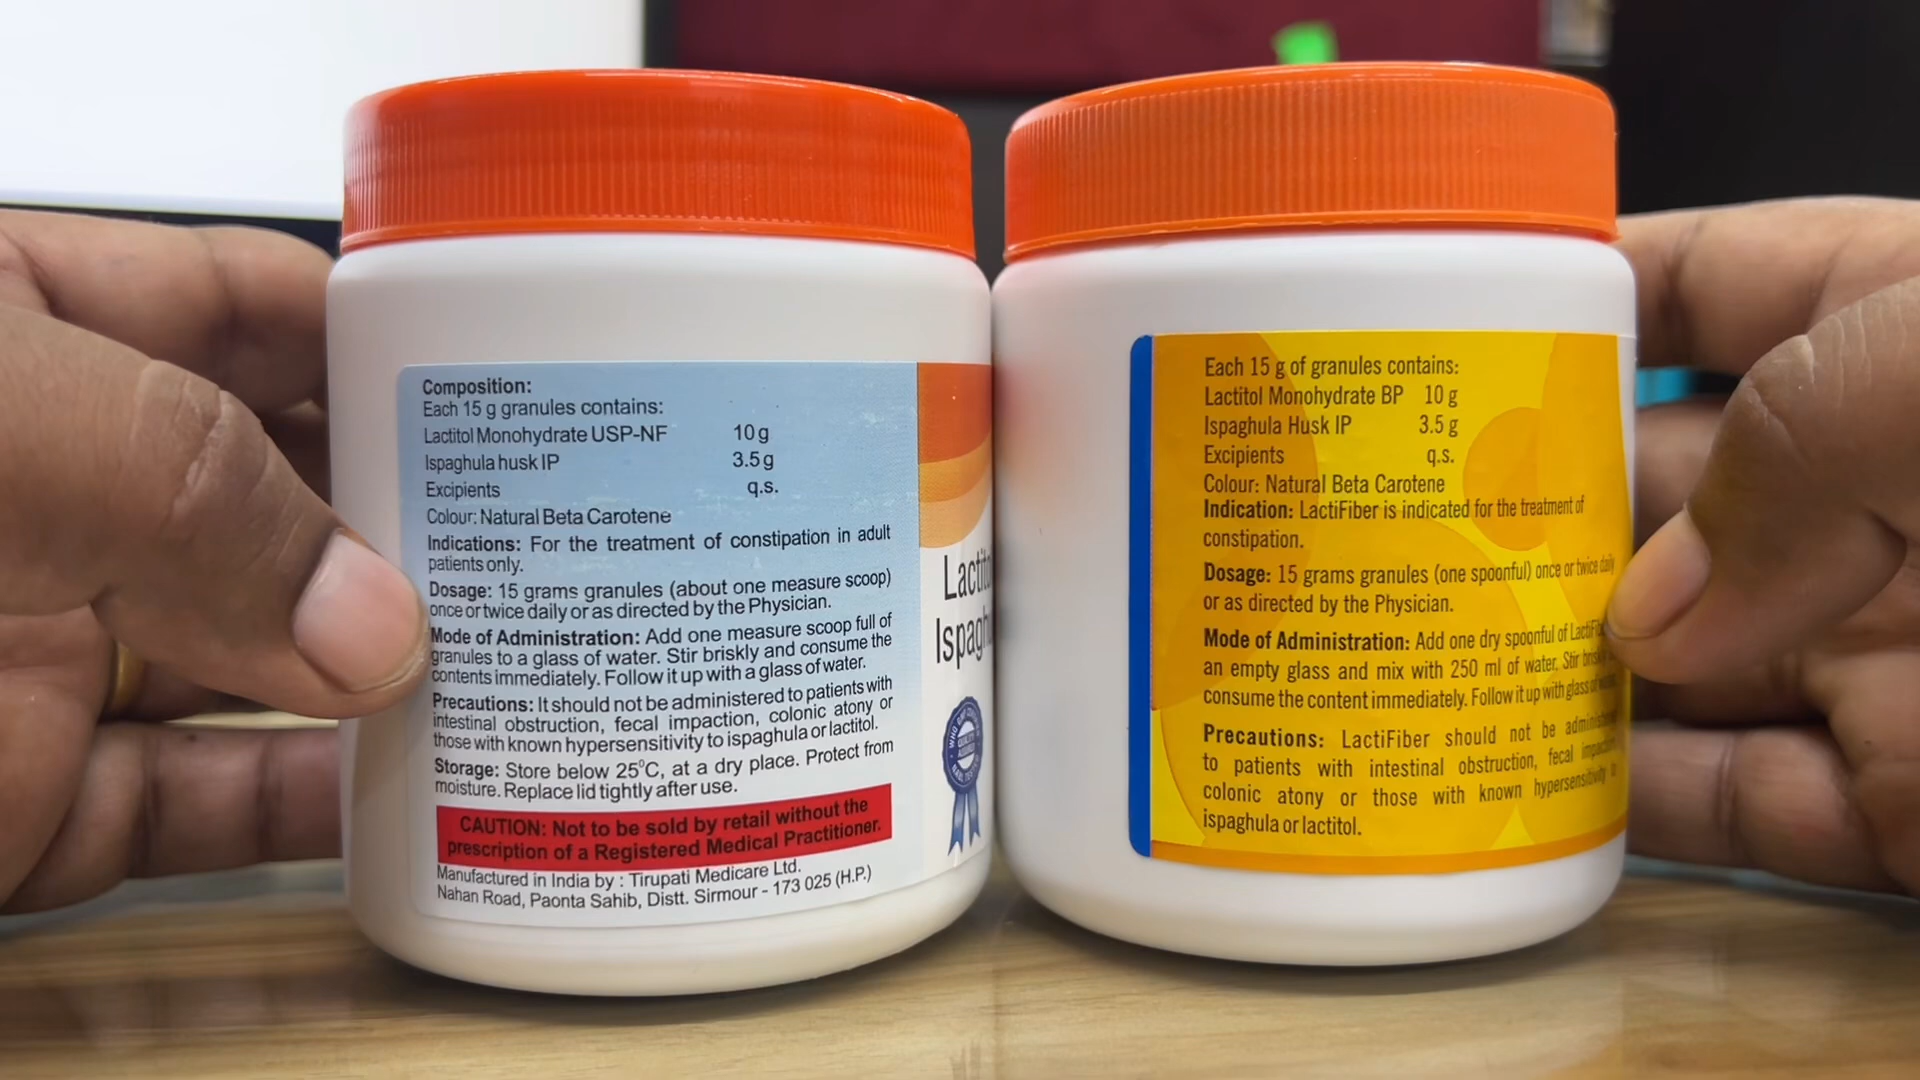 Composition:
Each 15 g granules contains:
Lactitol Monohydrate USP-NF 10 g
Ispaghula husk IP 3.5 g
Excipients q.s.
Colour: Natural Beta Carotene
Indications: For the treatment of constipation in adult
patients only.
Dosage: 15 grams granules (about one measure scoop)
once or twice daily or as directed by the Physician.
Mode of Administration: Add one measure scoop full of
granules to a glass of water. Stir briskly and consume the
contents immediately. Follow it up with a glass of water.
Precautions: It should not be administered to patients with
intestinal obstruction, fecal impaction, colonic atony or
those with known hypersensitivity to ispaghula or lactitol.
Storage: Store below 25°C, at a dry place. Protect from
moisture. Replace lid tightly after use.
CAUTION: Not to be sold by retail without the
prescription of a Registered Medical Practitioner.
Manufactured in India by : Tirupati Medicare Ltd.
Nahan Road, Paonta Sahib, Distt. Sirmour - 173 025 (H.P.)
Each 15 g of granules contains:
Lactitol Monohydrate BP 10 g
Ispaghula Husk IP 3.5 g
Excipients q.s.
Colour: Natural Beta Carotene
Indication: LactiFiber is indicated for the treatment of
constipation.
Dosage: 15 grams granules (one spoonful) once or twice daily
or as directed by the Physician.
Mode of Administration: Add one dry spoonful of
an empty glass and mix with 250 ml of water. Stir
consume the content immediately. Follow it up with glass of
Precautions: LactiFiber should not be
to patients with intestinal obstruction, fecal
colonic atony or those with known hypersensitivity
ispaghula or lactitol.